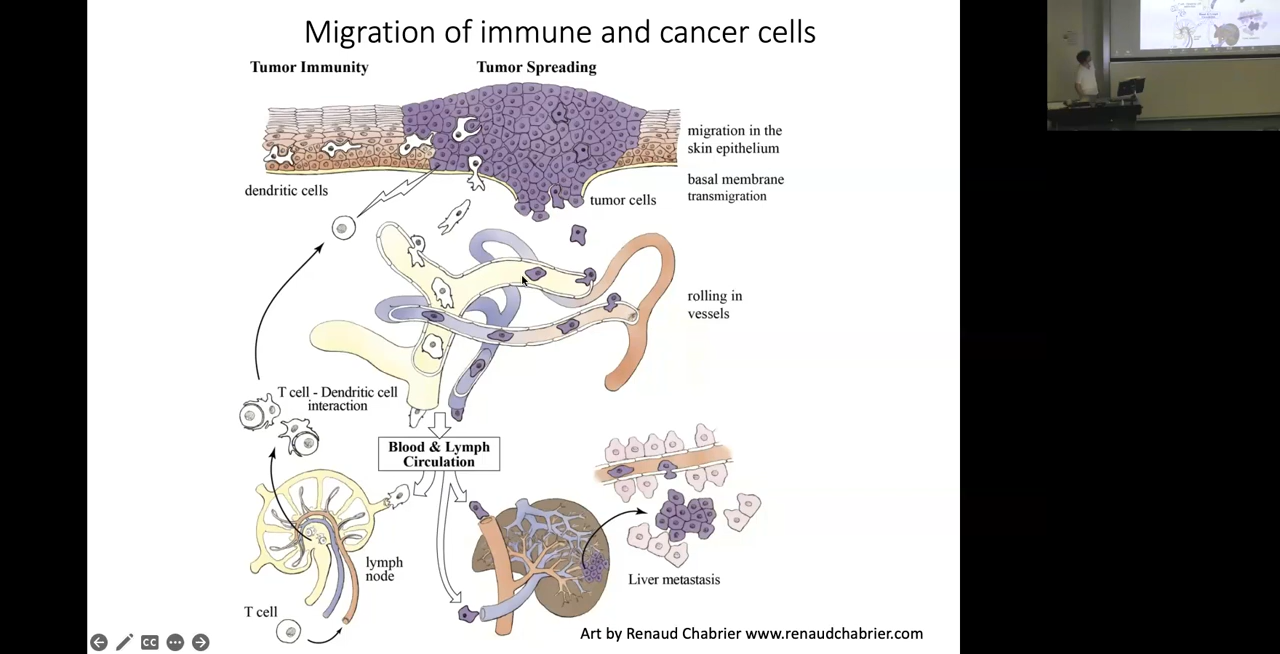 Migration of immune and cancer cells
Tumor Immunity
Tumor Spreading
migration in the
skin epithelium
basal membrane
transmigration
dendritic cells
tumor cells
rolling in
vessels
T cell - Dendritic cell
interaction
Blood & Lymph
Circulation
lymph
node
Liver metastasis
T cell
Art by Renaud Chabrier www.renaudchabrier.com
CC